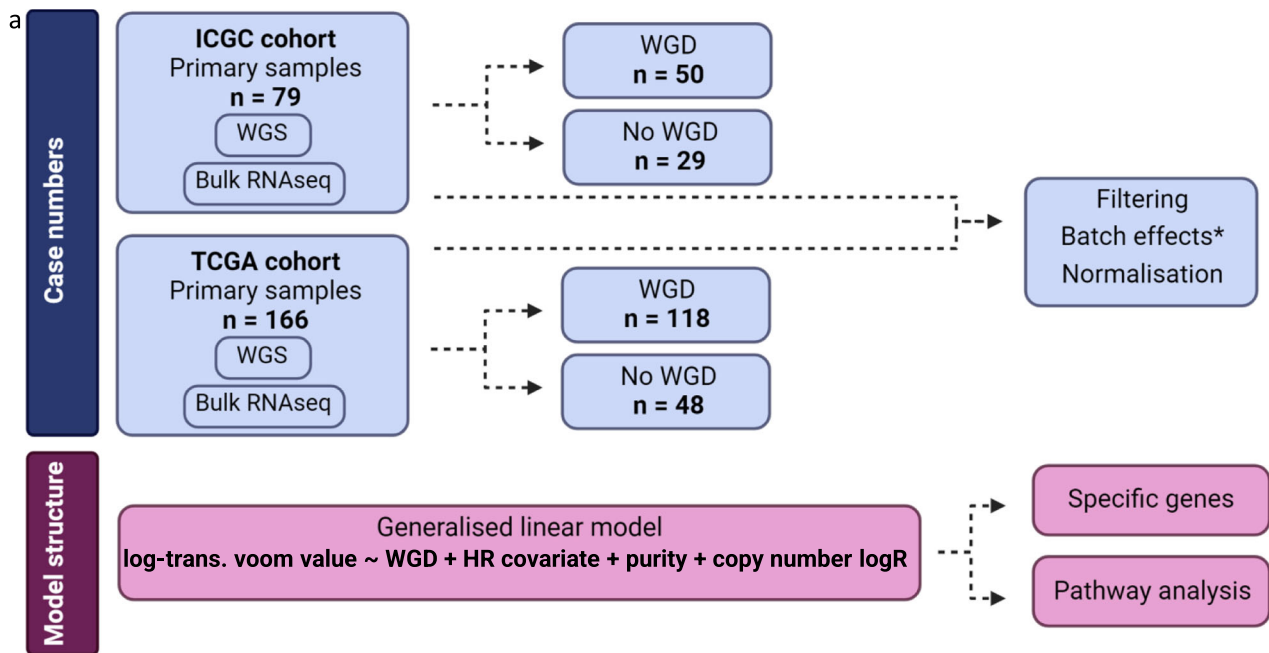 a
Case numbers
ICGC cohort
Primary samples
n = 79
WGS
Bulk RNAseq
WGD
n = 50
No WGD
n = 29
TCGA cohort
Primary samples
n = 166
WGS
Bulk RNAseq
WGD
n = 118
No WGD
n = 48
Filtering
Batch effects*
Normalisation
Model structure
Generalised linear model
log-trans. voom value ~ WGD + HR covariate + purity + copy number logR
Specific genes
Pathway analysis